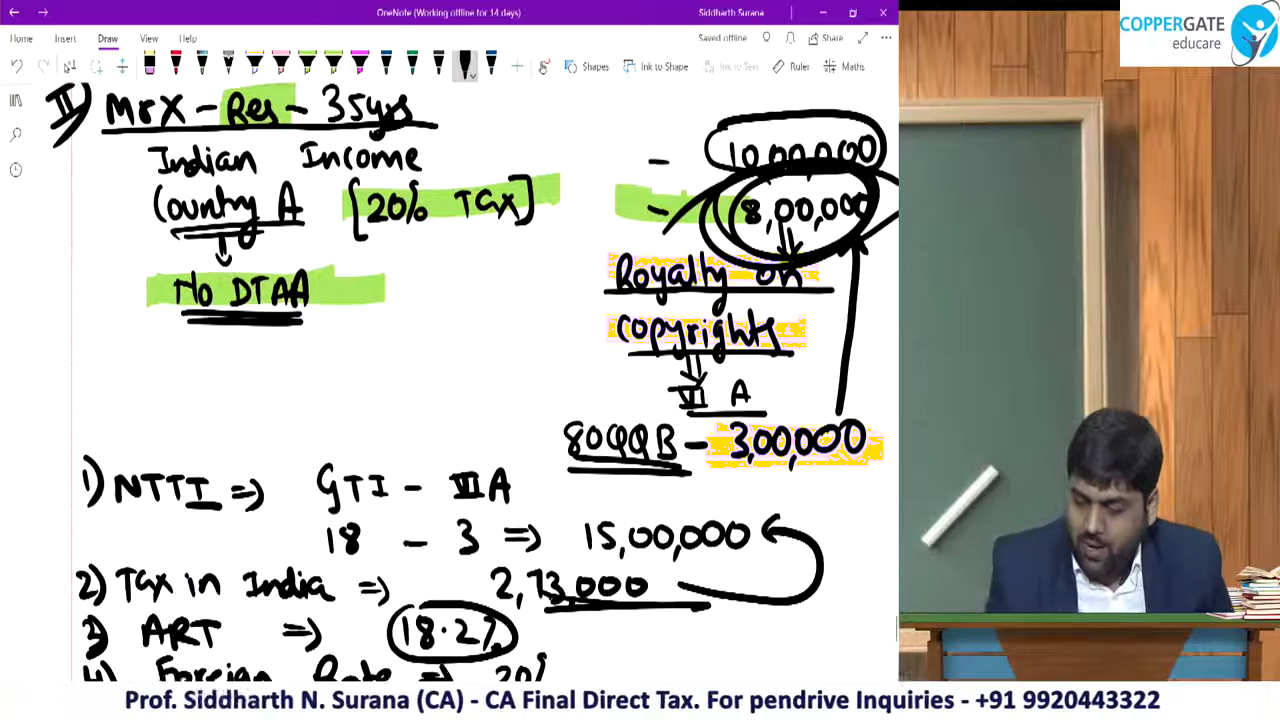 OneNote (Working offline for 14 days)
Siddharth Surana
Home Insert Draw View Help
Saved offline
Share
Shapes
Ink to Shape
Ink to Text
Ruler
Maths
COPPERGATE
educare
II) Mr X - Res - 35yrs
Indian Income - 10,00,000
Country A [20% Tax] - 8,00,000
No DTAA
Royalty on
copyrights
VI A
80QQB - 3,00,000
1) NTTI ⇒ GTI - VIA
18 - 3 ⇒ 15,00,000
2) Tax in India ⇒ 2,73,000
3) ART ⇒ 18.2%
4) Foreign Rate ⇒ 20%
Prof. Siddharth N. Surana (CA) - CA Final Direct Tax. For pendrive Inquiries - +91 9920443322